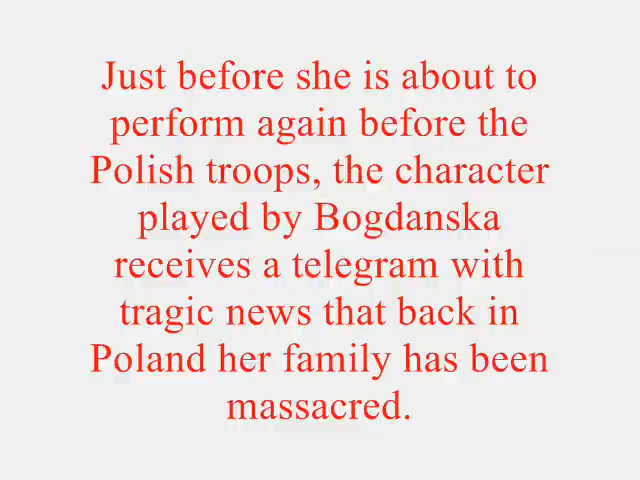 Just before she is about to
perform again before the
Polish troops, the character
played by Bogdanska
receives a telegram with
tragic news that back in
Poland her family has been
massacred.